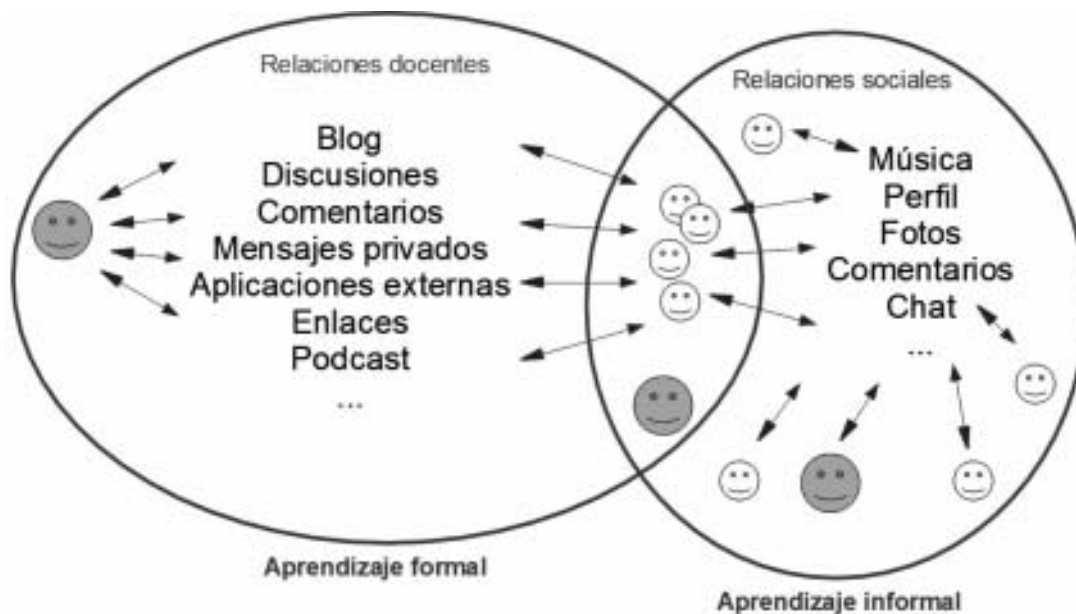 Relaciones docentes
Blog
Discusiones
Comentarios
Mensajes privados
Aplicaciones externas
Enlaces
Podcast
...
Aprendizaje formal
Relaciones sociales
Música
Perfil
Fotos
Comentarios
Chat
...
Aprendizaje informal